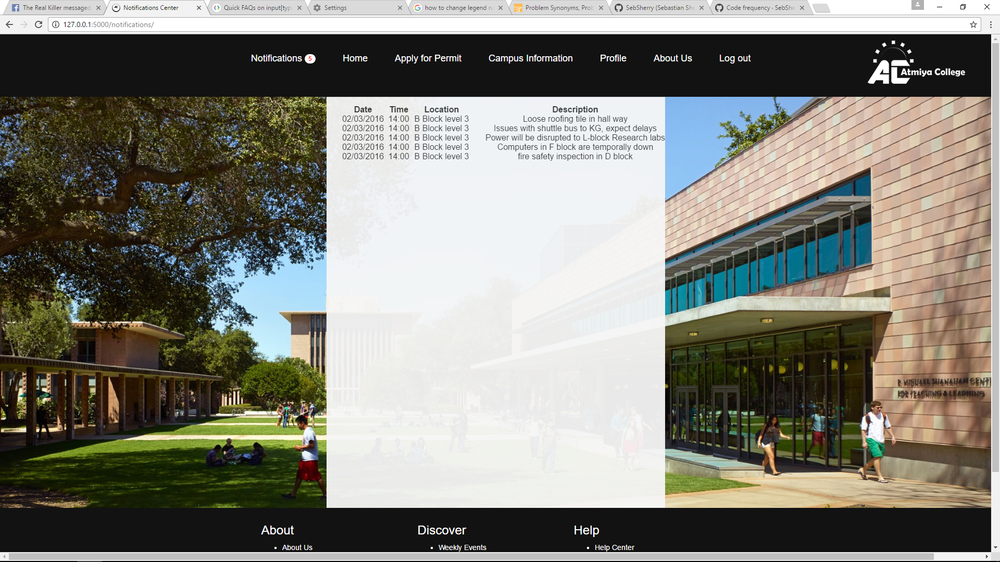 The Real Killer messaged
Notifications Center
Quick FAQs on input[typ
Settings
how to change legend n
Problem Synonyms, Prob
SebSherry (Sebastian She
Code frequency · SebShe
127.0.0.1:5000/notifications/
Notifications 5 Home Apply for Permit Campus Information Profile About Us Log out
AC Atmiya College
Date Time Location Description
02/03/2016 14:00 B Block level 3 Loose roofing tile in hall way
02/03/2016 14:00 B Block level 3 Issues with shuttle bus to KG, expect delays
02/03/2016 14:00 B Block level 3 Power will be disrupted to L-block Research labs
02/03/2016 14:00 B Block level 3 Computers in F block are temporally down
02/03/2016 14:00 B Block level 3 fire safety inspection in D block
R. MICHAEL SHANAHAN CENT
FOR TEACHING & LEARNING
About Discover Help
About Us Weekly Events Help Center